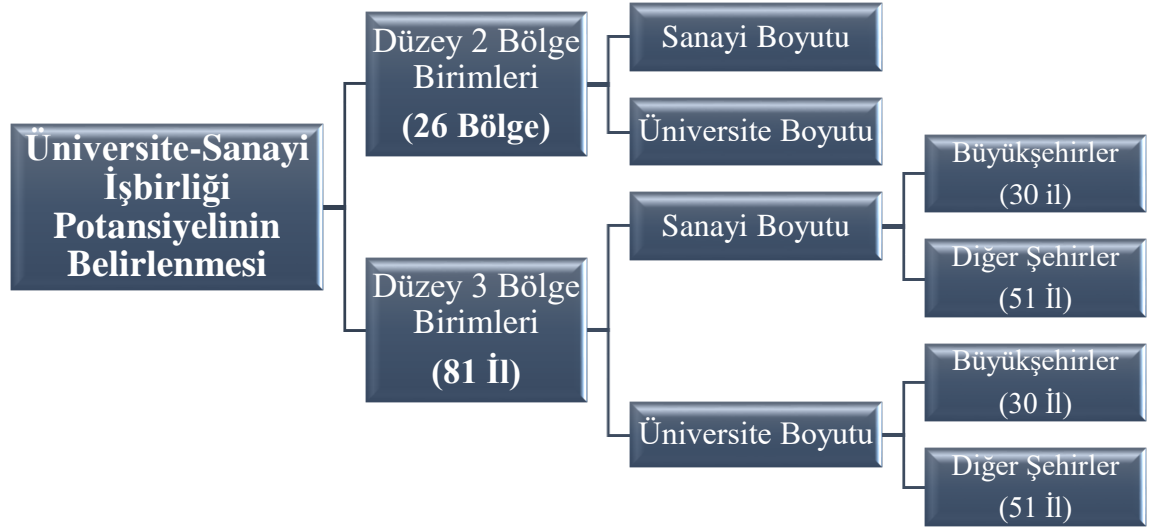 Üniversite-Sanayi
İşbirliği
Potansiyelinin
Belirlenmesi
Düzey 2 Bölge
Birimleri
(26 Bölge)
Sanayi Boyutu
Üniversite Boyutu
Düzey 3 Bölge
Birimleri
(81 İl)
Sanayi Boyutu
Büyükşehirler
(30 il)
Diğer Şehirler
(51 İl)
Üniversite Boyutu
Büyükşehirler
(30 İl)
Diğer Şehirler
(51 İl)